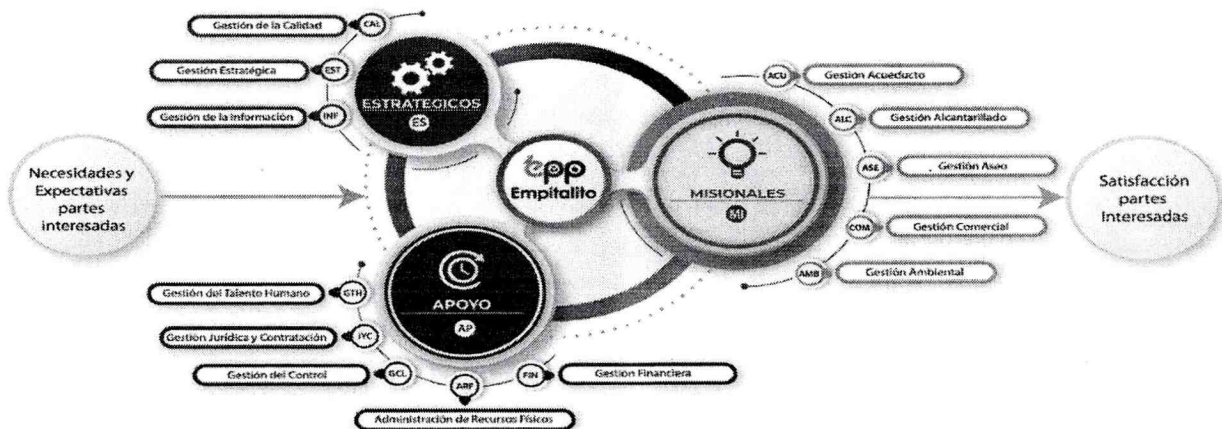 Gestión de la Calidad
CAL
Gestión Estratégica
EST
Gestión de la Información
INF
ESTRATEGICOS
ES
Necesidades y
Expectativas
partes
interesadas
epp
Empitalito
MISIONALES
MI
ACU
Gestión Acueducto
ALC
Gestión Alcantarillado
ASE
Gestión Aseo
COM
Gestión Comercial
AMB
Gestión Ambiental
Satisfacción
partes
Interesadas
APOYO
AP
Gestión del Talento Humano
GTH
Gestión Jurídica y Contratación
JYC
Gestión del Control
GCL
ARF
Administración de Recursos Físicos
FIN
Gestión Financiera